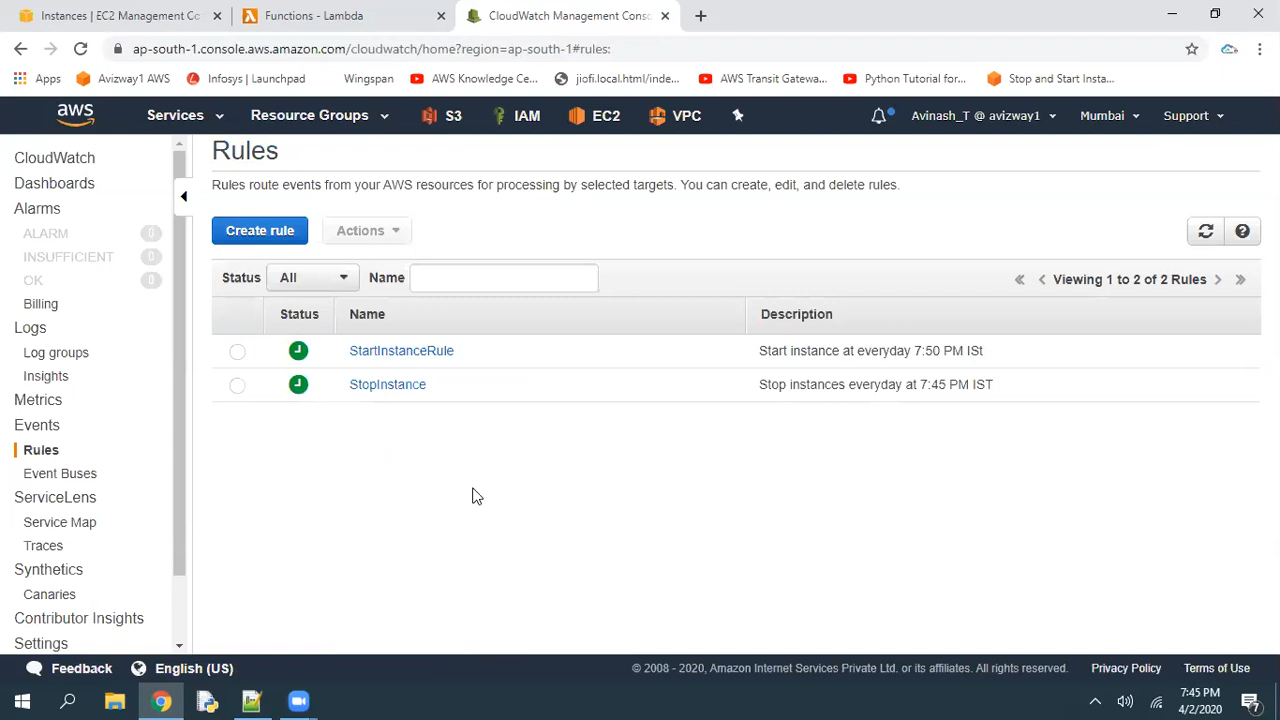 Instances | EC2 Management Co
Functions - Lambda
CloudWatch Management Conso
ap-south-1.console.aws.amazon.com/cloudwatch/home?region=ap-south-1#rules:
Apps
Avizway1 AWS
Infosys | Launchpad
Wingspan
AWS Knowledge Ce...
jiofi.local.html/inde...
AWS Transit Gatewa...
Python Tutorial for...
Stop and Start Insta...
aws
Services
Resource Groups
S3
IAM
EC2
VPC
Avinash_T @ avizway1
Mumbai
Support
CloudWatch
Dashboards
Alarms
ALARM 0
INSUFFICIENT 0
OK 0
Billing
Logs
Log groups
Insights
Metrics
Events
Rules
Event Buses
ServiceLens
Service Map
Traces
Synthetics
Canaries
Contributor Insights
Settings
Rules
Rules route events from your AWS resources for processing by selected targets. You can create, edit, and delete rules.
Create rule
Actions
Status All Name
Viewing 1 to 2 of 2 Rules
Status Name Description
StartInstanceRule Start instance at everyday 7:50 PM ISt
StopInstance Stop instances everyday at 7:45 PM IST
Feedback
English (US)
© 2008 - 2020, Amazon Internet Services Private Ltd. or its affiliates. All rights reserved.
Privacy Policy
Terms of Use
7:45 PM
4/2/2020
7